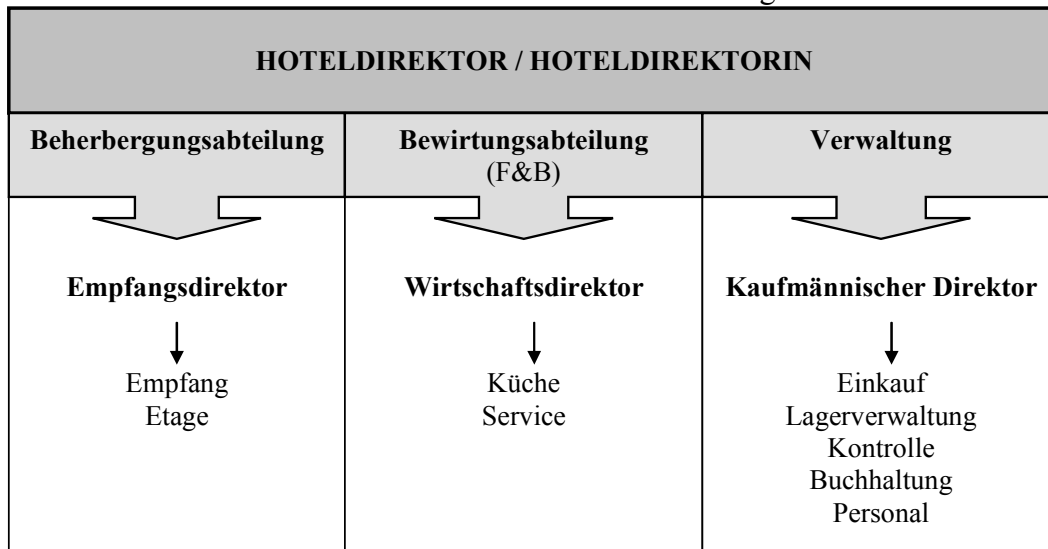 HOTELDIREKTOR / HOTELDIREKTORIN
Beherbergungsabteilung
Bewirtungsabteilung
(F&B)
Verwaltung
Empfangsdirektor
Wirtschaftsdirektor
Kaufmännischer Direktor
Empfang
Etage
Küche
Service
Einkauf
Lagerverwaltung
Kontrolle
Buchhaltung
Personal